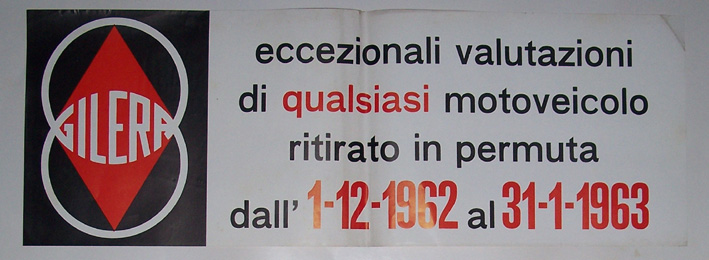 GILERA
eccezionali valutazioni
di qualsiasi motoveicolo
ritirato in permuta
dall' 1-12-1962 al 31-1-1963